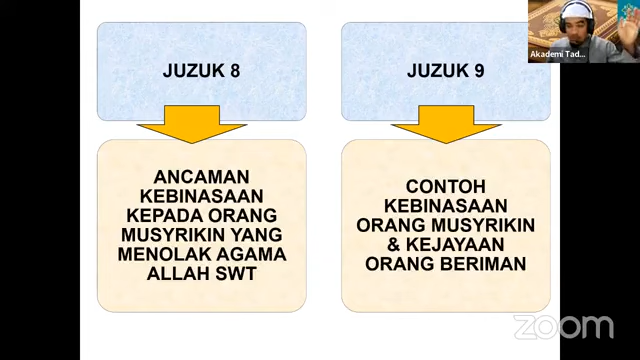 JUZUK 8
ANCAMAN
KEBINASAAN
KEPADA ORANG
MUSYRIKIN YANG
MENOLAK AGAMA
ALLAH SWT
JUZUK 9
CONTOH
KEBINASAAN
ORANG MUSYRIKIN
& KEJAYAAN
ORANG BERIMAN
Akademi Tad...
zoom